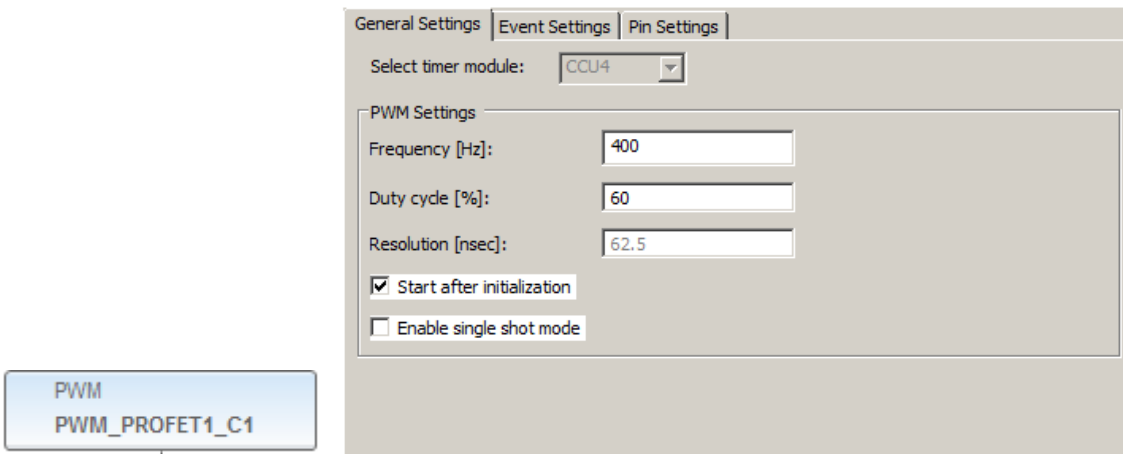 General Settings Event Settings Pin Settings
Select timer module: CCU4
PWM Settings
Frequency [Hz]: 400
Duty cycle [%]: 60
Resolution [nsec]: 62.5
Start after initialization
Enable single shot mode
PWM
PWM_PROFET1_C1